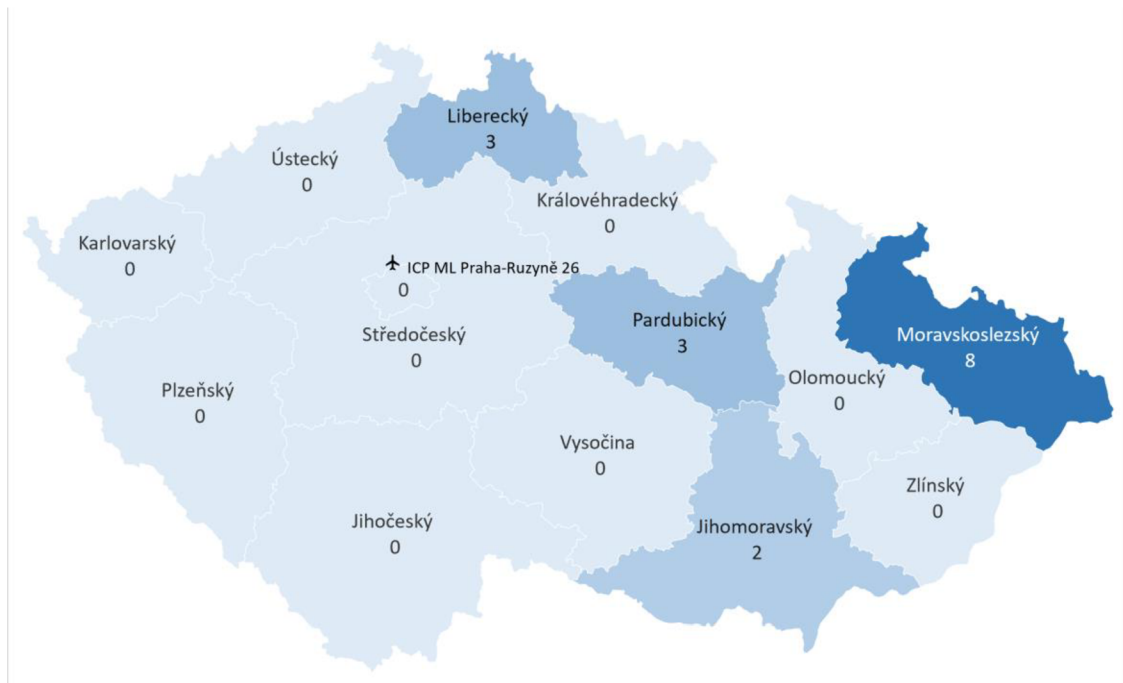 Liberecký
3
Ústecký
0
Královéhradecký
0
Karlovarský
0
ICP ML Praha-Ruzyně 26
0
Středočeský
0
Pardubický
3
Moravskoslezský
8
Plzeňský
0
Olomoucký
0
Vysočina
0
Zlínský
0
Jihočeský
0
Jihomoravský
2